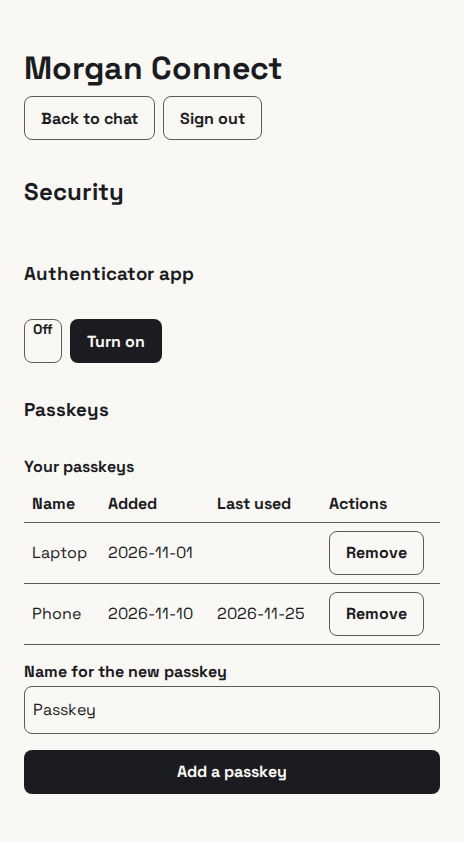 Morgan Connect
Back to chat Sign out
Security
Authenticator app
Off Turn on
Passkeys
Your passkeys
Name Added Last used Actions
Laptop 2026-11-01 Remove
Phone 2026-11-10 2026-11-25 Remove
Name for the new passkey
Passkey
Add a passkey